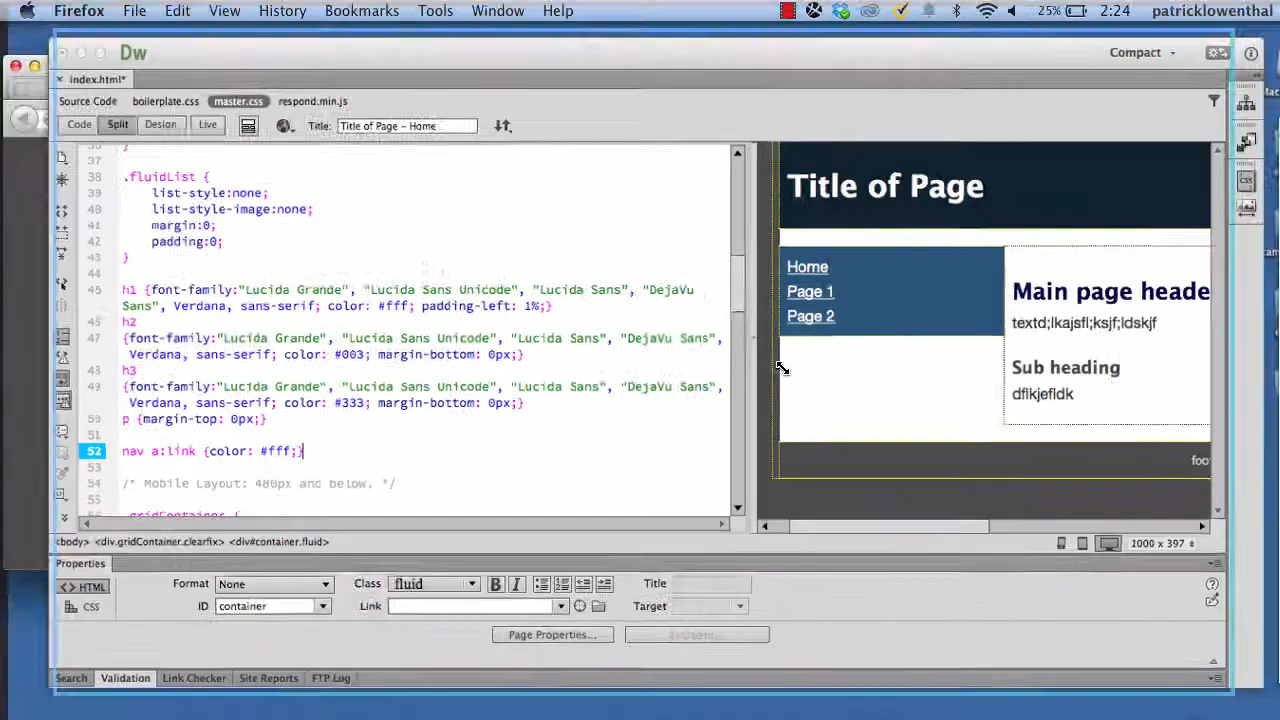 Firefox File Edit View History Bookmarks Tools Window Help 25% 2:24 patricklowenthal
Dw Compact
index.html*
Source Code boilerplate.css master.css respond.min.js
Code Split Design Live Title: Title of Page - Home
36 }
37
38 .fluidList {
39 list-style:none;
40 list-style-image:none;
41 margin:0;
42 padding:0;
43 }
44
45 h1 {font-family:"Lucida Grande", "Lucida Sans Unicode", "Lucida Sans", "DejaVu
Sans", Verdana, sans-serif; color: #fff; padding-left: 1%;}
46 h2
47 {font-family:"Lucida Grande", "Lucida Sans Unicode", "Lucida Sans", "DejaVu Sans",
Verdana, sans-serif; color: #003; margin-bottom: 0px;}
48 h3
49 {font-family:"Lucida Grande", "Lucida Sans Unicode", "Lucida Sans", "DejaVu Sans",
Verdana, sans-serif; color: #333; margin-bottom: 0px;}
50 p {margin-top: 0px;}
51
52 nav a:link {color: #fff;}
53
54 /* Mobile Layout: 480px and below. */
55
.gridContainer {
Title of Page
Home
Page 1
Page 2
Main page heade
textd;lkajsfl;ksjf;ldskjf
Sub heading
dflkjefldk
foo
<body> <div.gridContainer.clearfix> <div#container.fluid> 1000 x 397
Properties
<> HTML Format None Class fluid B I Title
CSS ID container Link Target
Page Properties...
Search Validation Link Checker Site Reports FTP Log
CSS